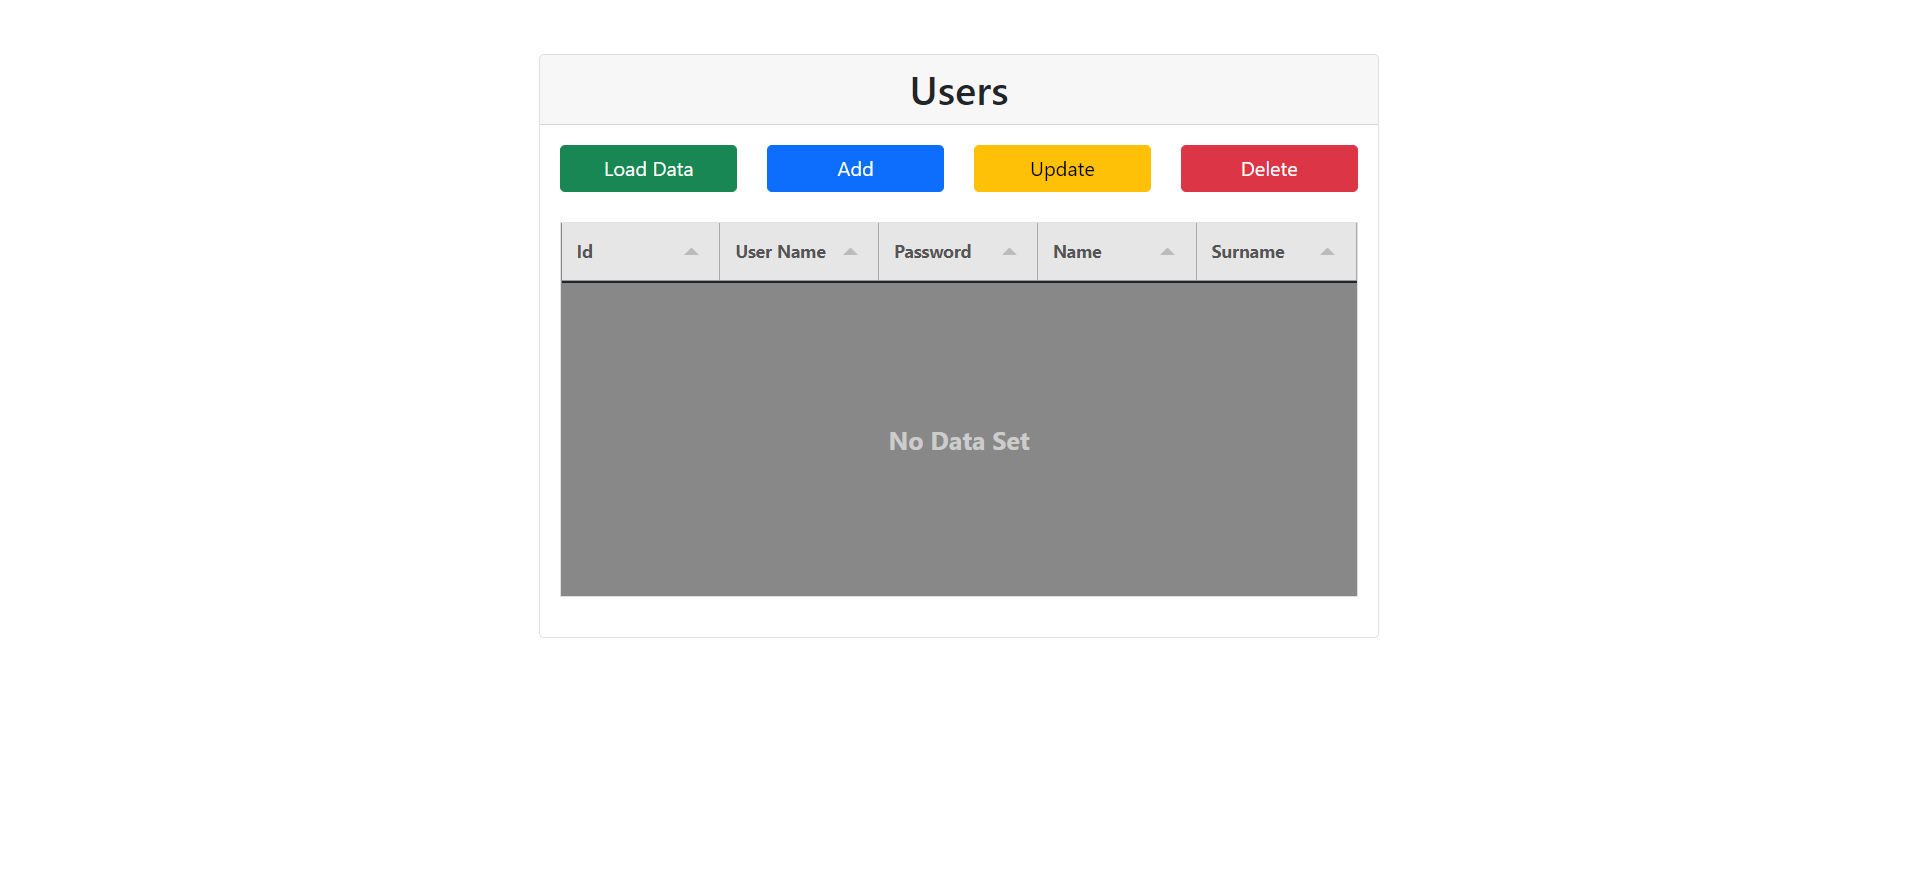 Users
Load Data Add Update Delete
Id User Name Password Name Surname
No Data Set